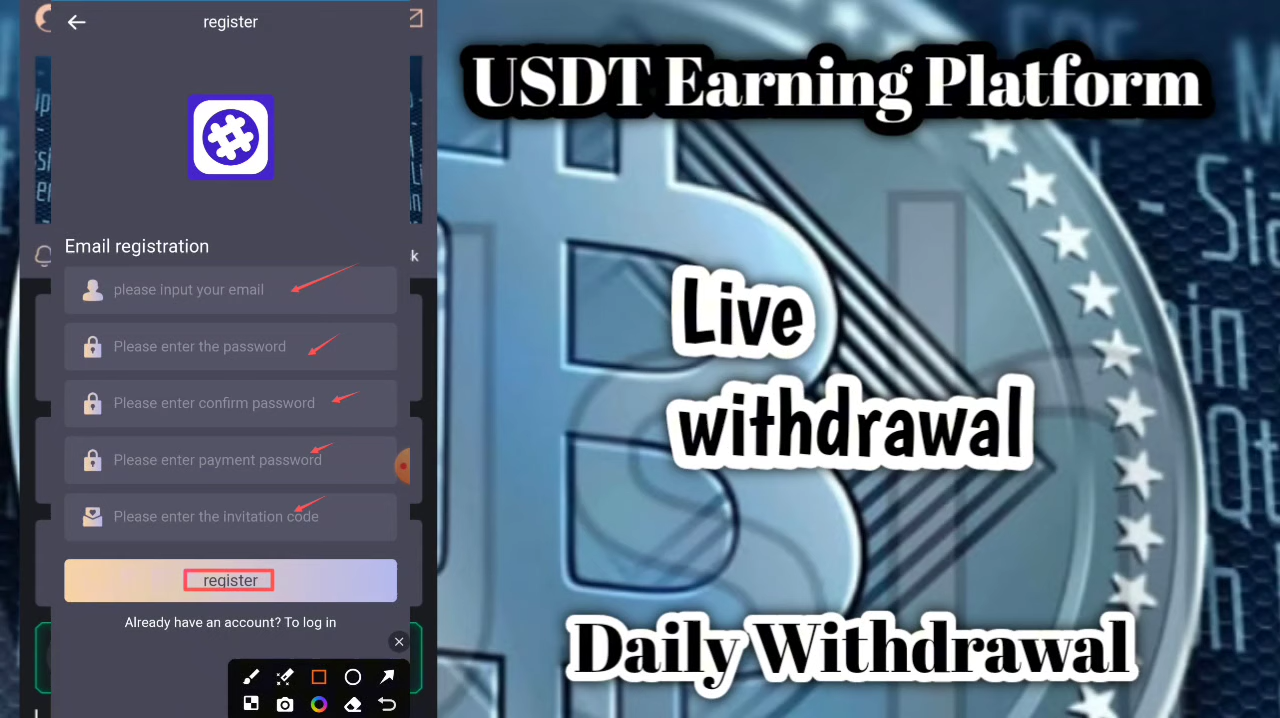 register
Email registration
please input your email
Please enter the password
Please enter confirm password
Please enter payment password
Please enter the invitation code
register
Already have an account? To log in
USDT Earning Platform
Live
withdrawal
Daily Withdrawal